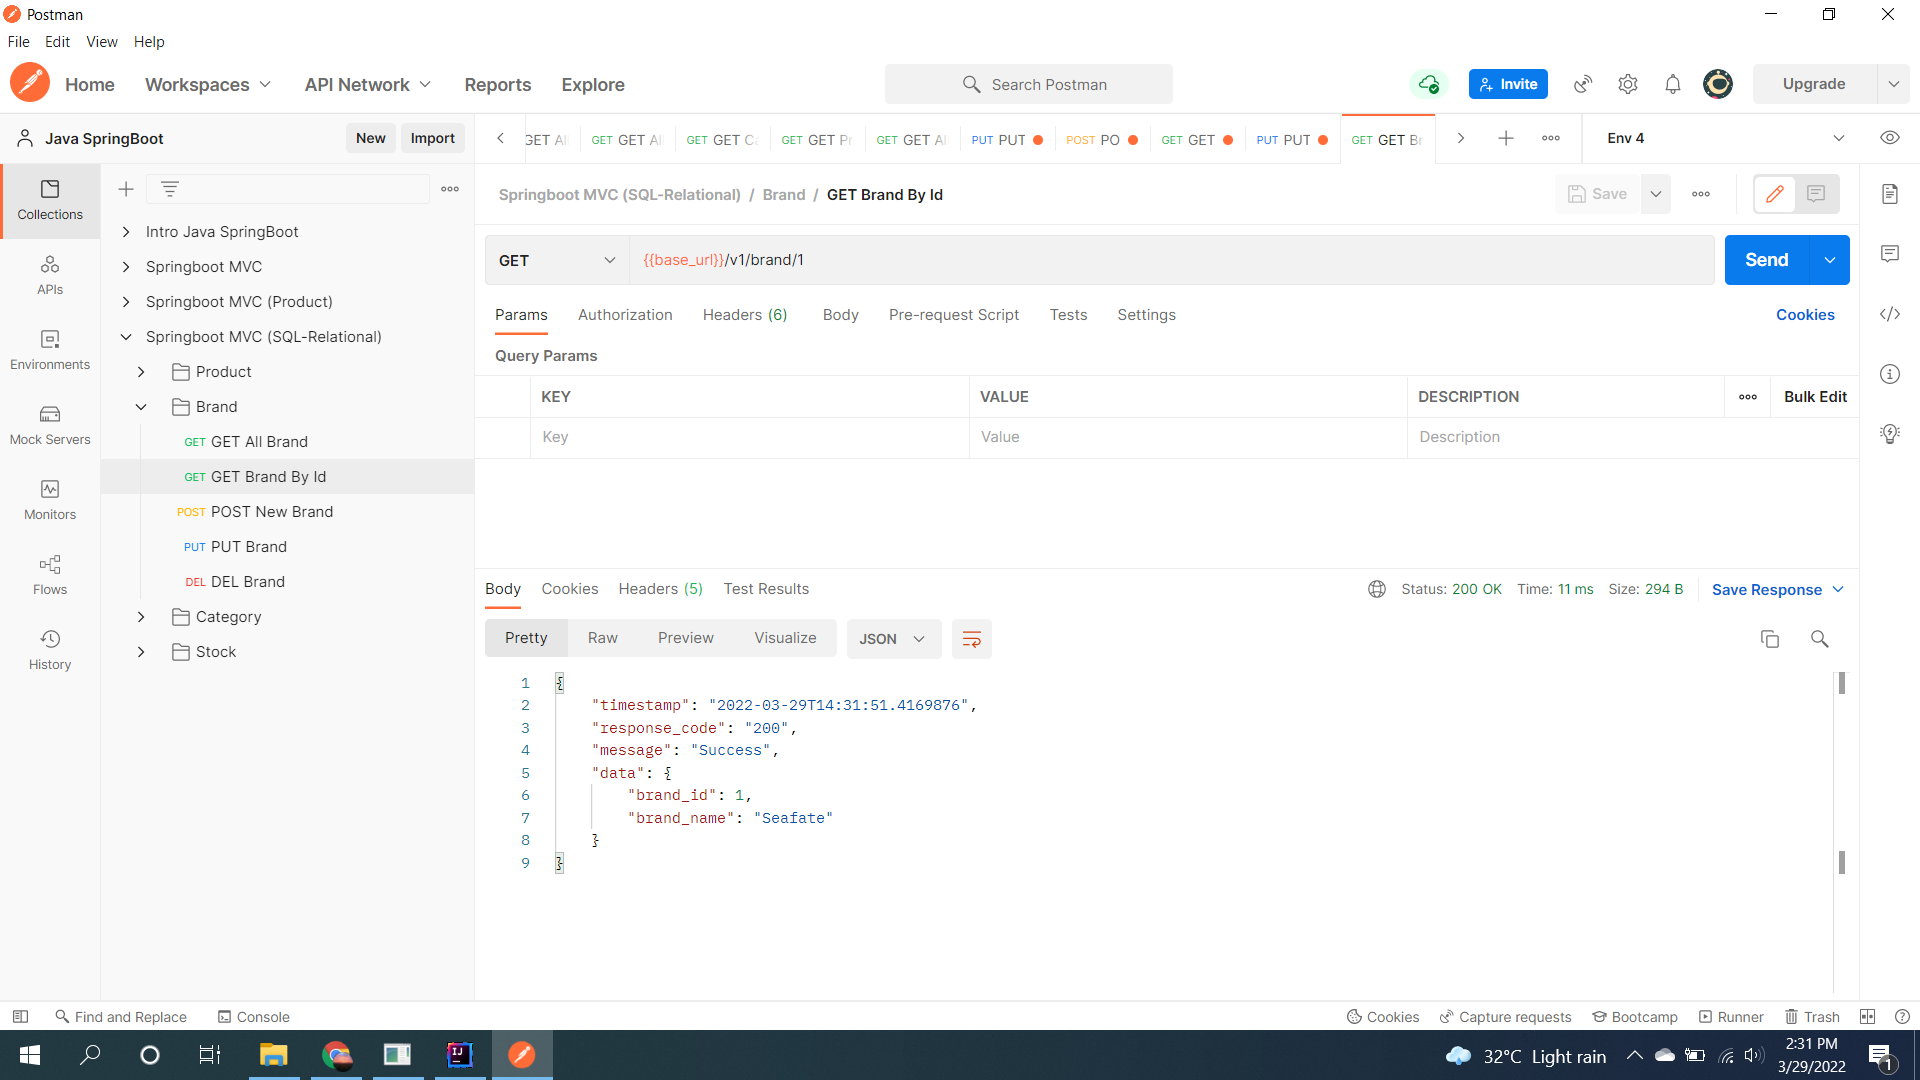 Postman
File Edit View Help
Home Workspaces API Network Reports Explore Search Postman Invite Upgrade
Java SpringBoot New Import
GET Al GET GET Al GET GET C GET GET P GET GET Al PUT PUT POST PO GET GET PUT PUT GET GET Br Env 4
Springboot MVC (SQL-Relational) / Brand / GET Brand By Id Save
Collections
APIs
Environments
Mock Servers
Monitors
Flows
History
Intro Java SpringBoot
Springboot MVC
Springboot MVC (Product)
Springboot MVC (SQL-Relational)
Product
Brand
GET GET All Brand
GET GET Brand By Id
POST POST New Brand
PUT PUT Brand
DEL DEL Brand
Category
Stock
GET {{base_url}}/v1/brand/1 Send
Params Authorization Headers (6) Body Pre-request Script Tests Settings Cookies
Query Params
KEY VALUE DESCRIPTION Bulk Edit
Key Value Description
Body Cookies Headers (5) Test Results Status: 200 OK Time: 11 ms Size: 294 B Save Response
Pretty Raw Preview Visualize JSON
1 {
2 "timestamp": "2022-03-29T14:31:51.4169876",
3 "response_code": "200",
4 "message": "Success",
5 "data": {
6 "brand_id": 1,
7 "brand_name": "Seafate"
8 }
9 }
Find and Replace Console Cookies Capture requests Bootcamp Runner Trash
32°C Light rain
2:31 PM
3/29/2022
1